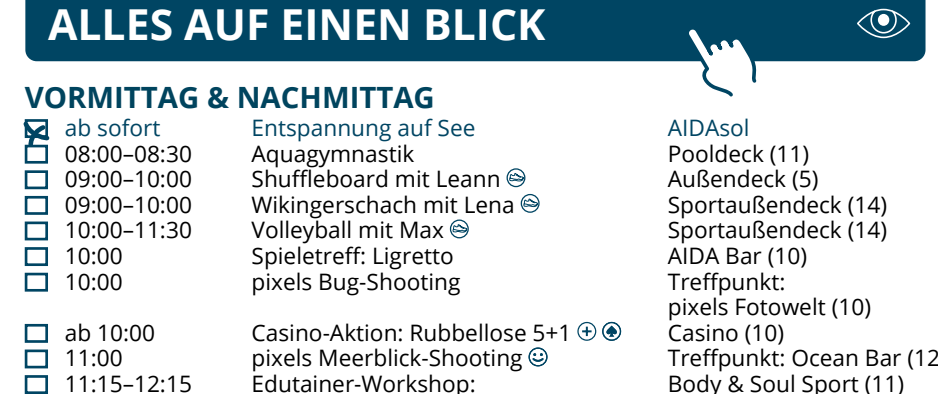 ALLES AUF EINEN BLICK
VORMITTAG & NACHMITTAG
ab sofort Entspannung auf See AIDAsol
08:00–08:30 Aquagymnastik Pooldeck (11)
09:00–10:00 Shuffleboard mit Leann Außendeck (5)
09:00–10:00 Wikingerschach mit Lena Sportaußendeck (14)
10:00–11:30 Volleyball mit Max Sportaußendeck (14)
10:00 Spieletreff: Ligretto AIDA Bar (10)
10:00 pixels Bug-Shooting Treffpunkt:
pixels Fotowelt (10)
ab 10:00 Casino-Aktion: Rubbellose 5+1 Casino (10)
11:00 pixels Meerblick-Shooting Treffpunkt: Ocean Bar (12
11:15–12:15 Edutainer-Workshop: Body & Soul Sport (11)